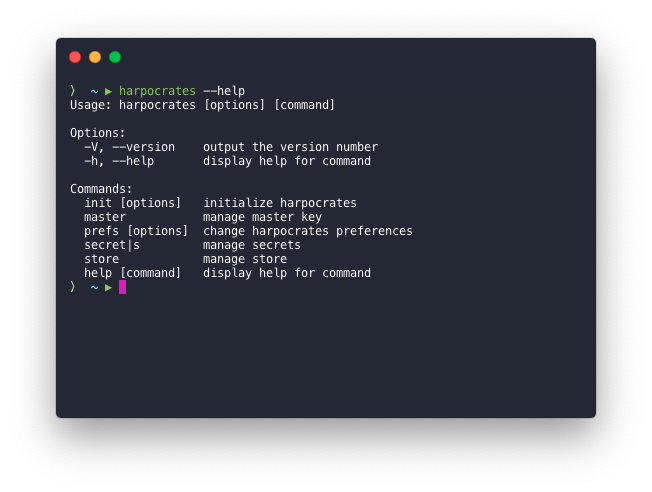 ⟩ ~ ▶ harpocrates --help
Usage: harpocrates [options] [command]

Options:
  -V, --version    output the version number
  -h, --help       display help for command

Commands:
  init [options]   initialize harpocrates
  master           manage master key
  prefs [options]  change harpocrates preferences
  secret|s         manage secrets
  store            manage store
  help [command]   display help for command
⟩ ~ ▶